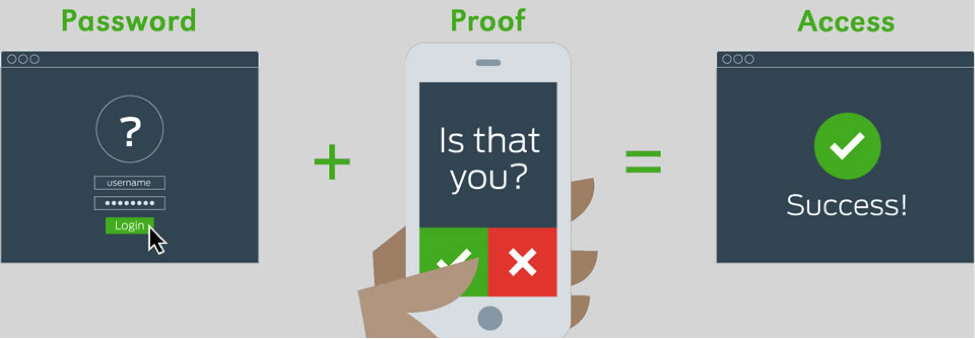 Password
Proof
Access
?
username
Login
+
Is that
you?
=
Success!